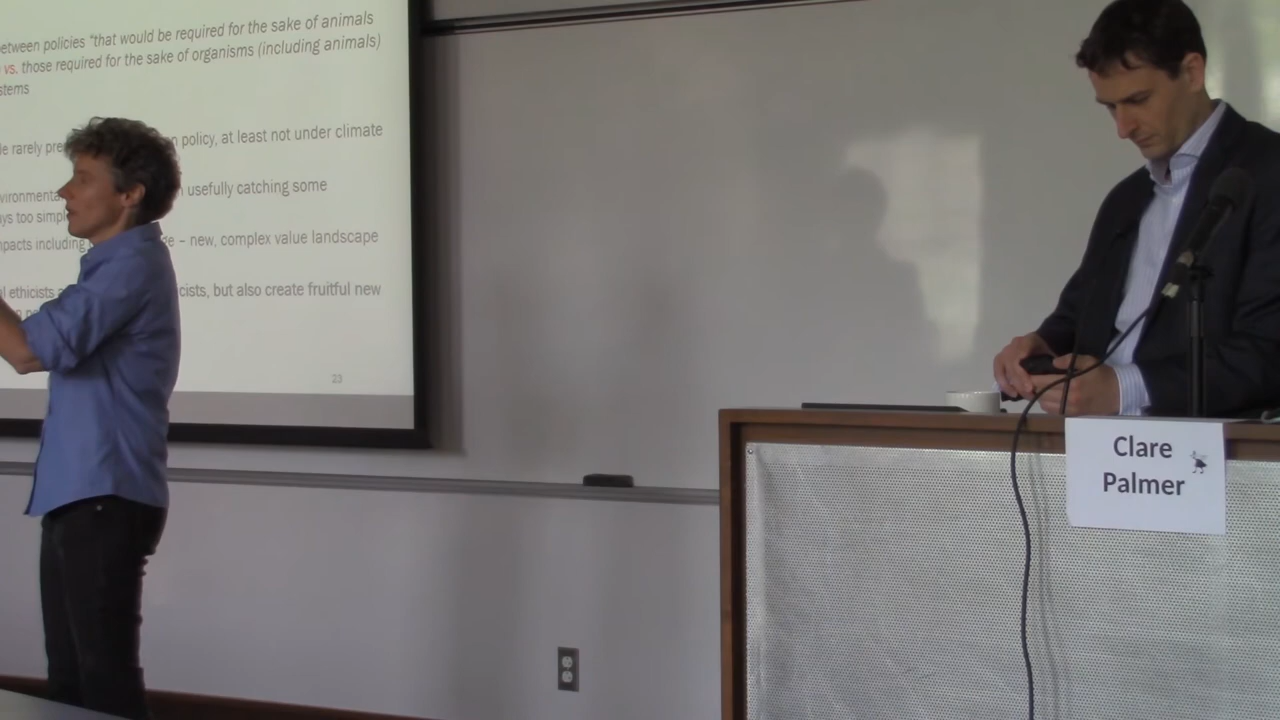 etween policies “that would be required for the sake of animals
vs. those required for the sake of organisms (including animals)
stems
le rarely pre n policy, at least not under climate
vironmenta usefully catching some
ys too simpl
mpacts including ge – new, complex value landscape
l ethicists a cists, but also create fruitful new
23
Clare
Palmer